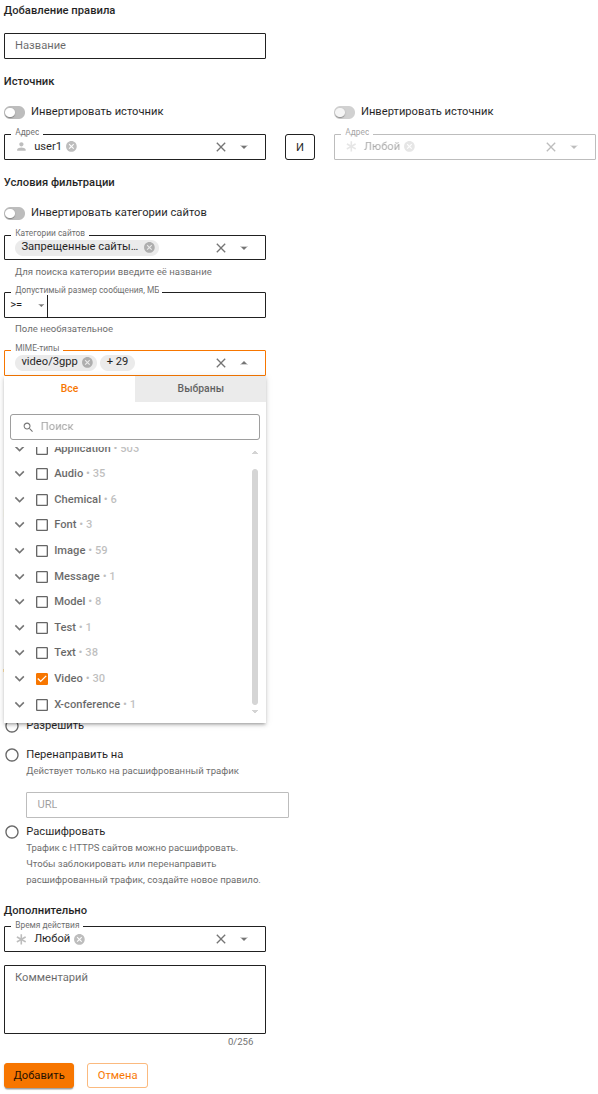 Добавление правила
Название
Источник
Инвертировать источник
Инвертировать источник
Адрес
user1
И
Адрес
Любой
Условия фильтрации
Инвертировать категории сайтов
Категории сайтов
Запрещенные сайты...
Для поиска категории введите её название
Допустимый размер сообщения, МБ
>=
Поле необязательное
MIME-типы
video/3gpp
+ 29
Все
Выбраны
Поиск
Application • 503
Audio • 35
Chemical • 6
Font • 3
Image • 59
Message • 1
Model • 8
Test • 1
Text • 38
Video • 30
X-conference • 1
Разрешить
Перенаправить на
Действует только на расшифрованный трафик
URL
Расшифровать
Трафик с HTTPS сайтов можно расшифровать.
Чтобы заблокировать или перенаправить
расшифрованный трафик, создайте новое правило.
Дополнительно
Время действия
Любой
Комментарий
0/256
Добавить
Отмена